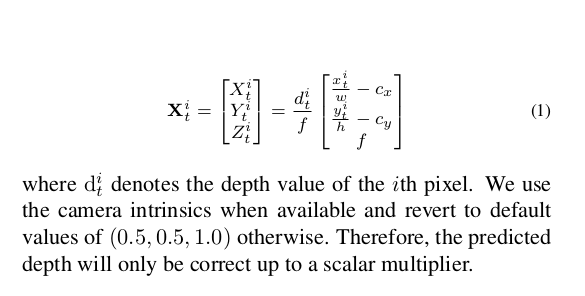 $$\mathbf{X}_t^i = \begin{bmatrix} X_t^i \\ Y_t^i \\ Z_t^i \end{bmatrix} = \frac{d_t^i}{f} \begin{bmatrix} \frac{x_t^i}{w} - c_x \\ \frac{y_t^i}{h} - c_y \\ f \end{bmatrix} \quad (1)$$
where $\mathrm{d}_t^i$ denotes the depth value of the $i$th pixel. We use
the camera intrinsics when available and revert to default
values of $(0.5, 0.5, 1.0)$ otherwise. Therefore, the predicted
depth will only be correct up to a scalar multiplier.